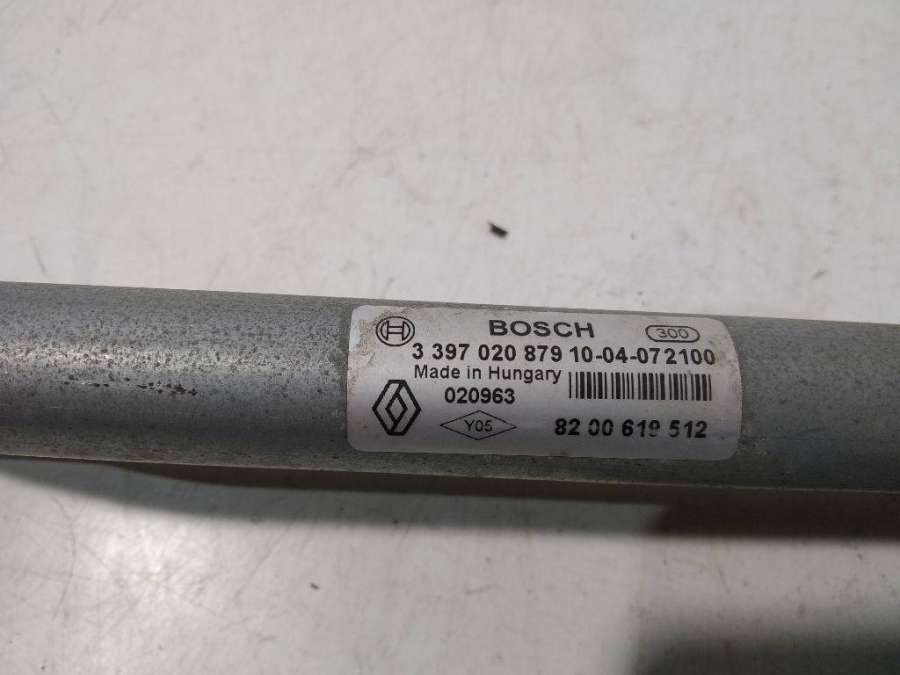 BOSCH
300
3 397 020 879 10-04-072100
Made in Hungary
020963
Y05
82 00 619 512